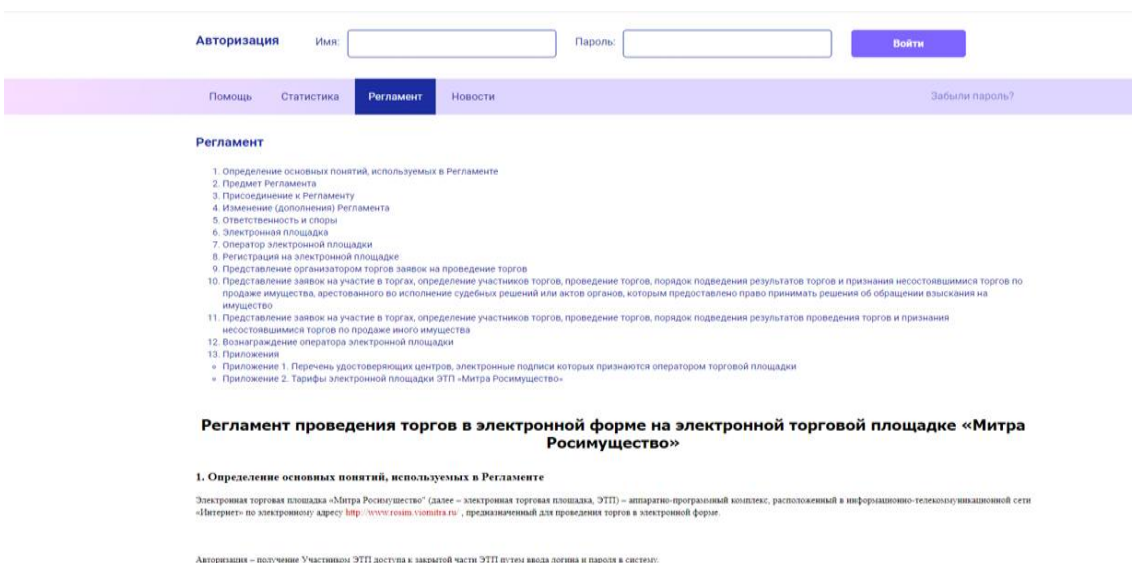 Авторизация Имя: Пароль: Войти
Помощь Статистика Регламент Новости Забыли пароль?
Регламент
1. Определение основных понятий, используемых в Регламенте
2. Предмет Регламента
3. Присоединение к Регламенту
4. Изменение (дополнения) Регламента
5. Ответственность и споры
6. Электронная площадка
7. Оператор электронной площадки
8. Регистрация на электронной площадке
9. Представление организатором торгов заявок на проведение торгов
10. Представление заявок на участие в торгах, определение участников торгов, проведение торгов, порядок подведения результатов торгов и признания несостоявшимися торгов по
продаже имущества, арестованного во исполнение судебных решений или актов органов, которым предоставлено право принимать решения об обращении взыскания на
имущество
11. Представление заявок на участие в торгах, определение участников торгов, проведение торгов, порядок подведения результатов проведения торгов и признания
несостоявшимися торгов по продаже иного имущества
12. Вознаграждение оператора электронной площадки
13. Приложения
Приложение 1. Перечень удостоверяющих центров, электронные подписи которых признаются оператором торговой площадки
Приложение 2. Тарифы электронной площадки ЭТП «Митра Росимущество»
Регламент проведения торгов в электронной форме на электронной торговой площадке «Митра
Росимущество»
1. Определение основных понятий, используемых в Регламенте
Электронная торговая площадка «Митра Росимущество" (далее – электронная торговая площадка, ЭТП) – аппаратно-программный комплекс, расположенный в информационно-телекоммуникационной сети
«Интернет» по электронному адресу http://www.rosim.viomitra.ru/ , предназначенный для проведения торгов в электронной форме.
Авторизация – получение Участником ЭТП доступа к закрытой части ЭТП путем ввода логина и пароля в систему.